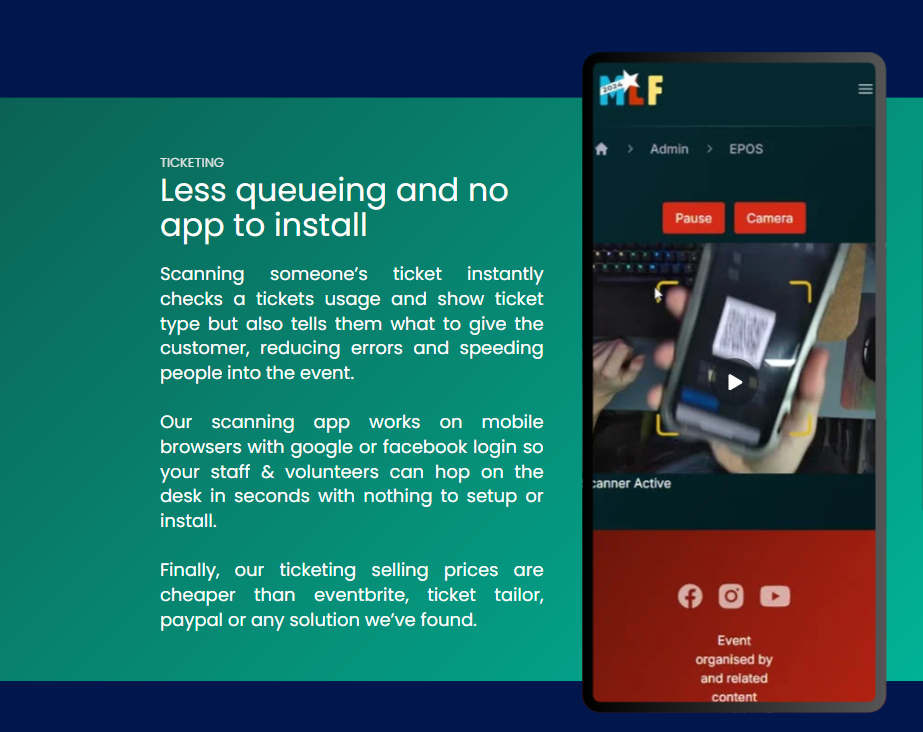 TICKETING
Less queueing and no
app to install
Scanning someone’s ticket instantly
checks a tickets usage and show ticket
type but also tells them what to give the
customer, reducing errors and speeding
people into the event.
Our scanning app works on mobile
browsers with google or facebook login so
your staff & volunteers can hop on the
desk in seconds with nothing to setup or
install.
Finally, our ticketing selling prices are
cheaper than eventbrite, ticket tailor,
paypal or any solution we’ve found.
2024
MLF
Admin > EPOS
Pause Camera
canner Active
Event
organised by
and related
content